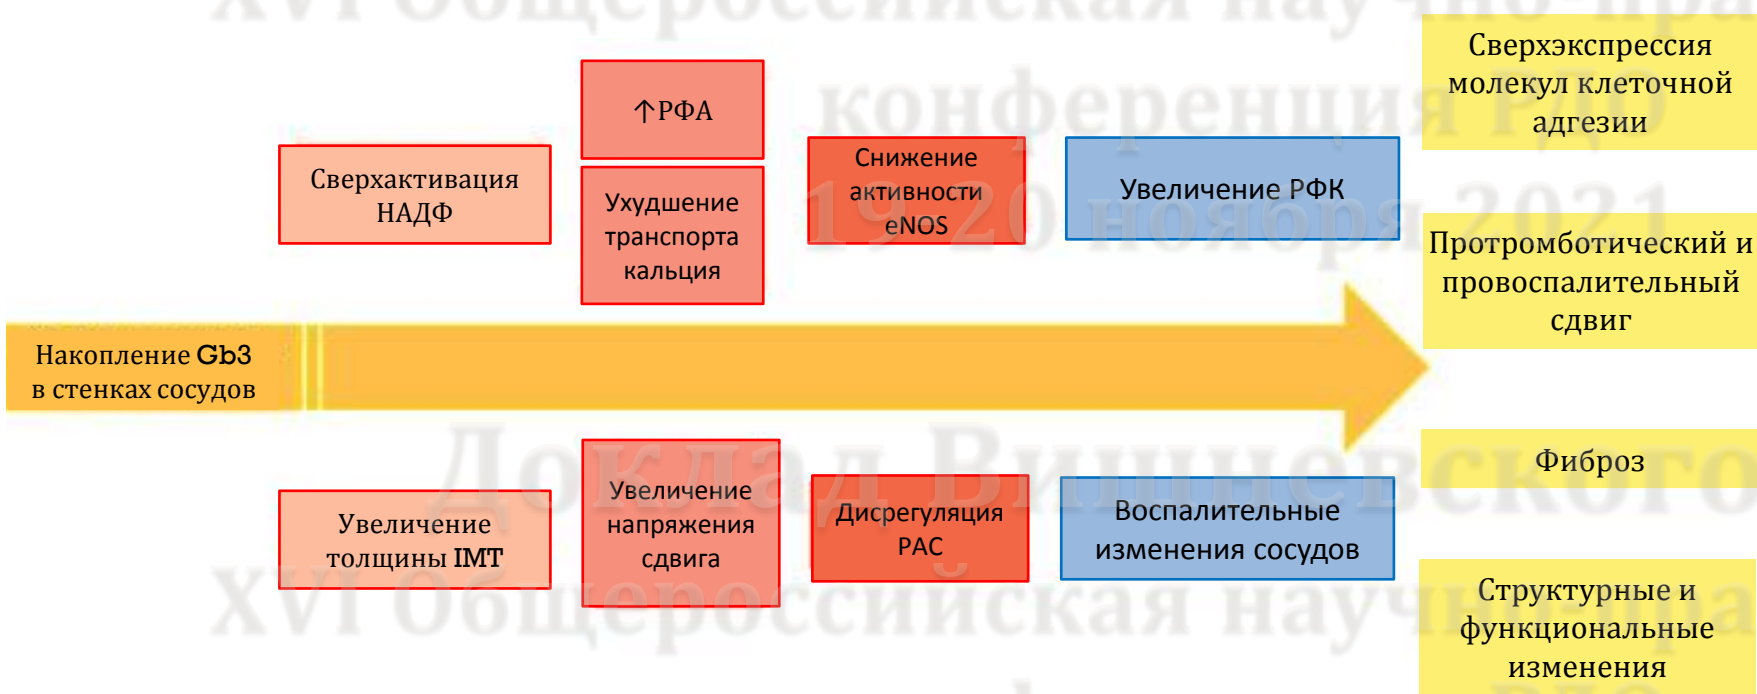 XVI Общероссийская научно-пра
конференция РДО
19-20 ноября 2021
Сверхэкспрессия
молекул клеточной
адгезии
↑РФА
Сверхактивация
НАДФ
Ухудшение
транспорта
кальция
Снижение
активности
eNOS
Увеличение РФК
Протромботический и
провоспалительный
сдвиг
Накопление Gb3
в стенках сосудов
Доклад Вишневского
Фиброз
Увеличение
толщины IMT
Увеличение
напряжения
сдвига
Дисрегуляция
РАС
Воспалительные
изменения сосудов
XVI Общероссийская научно-пра
Структурные и
функциональные
изменения